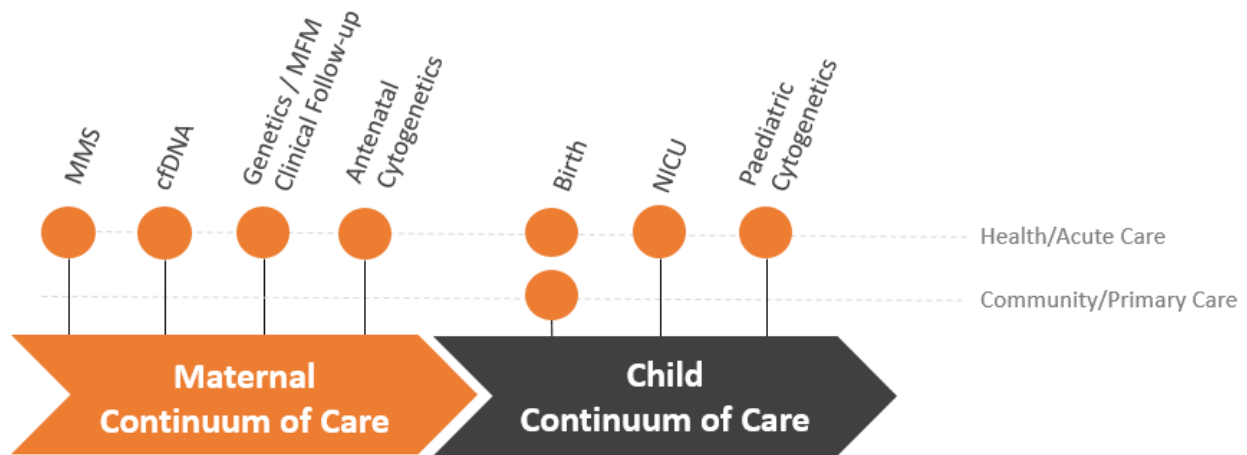 MMS
cfDNA
Genetics / MFM
Clinical Follow-up
Antenatal
Cytogenetics
Birth
NICU
Paediatric
Cytogenetics
Health/Acute Care
Community/Primary Care
Maternal
Continuum of Care
Child
Continuum of Care